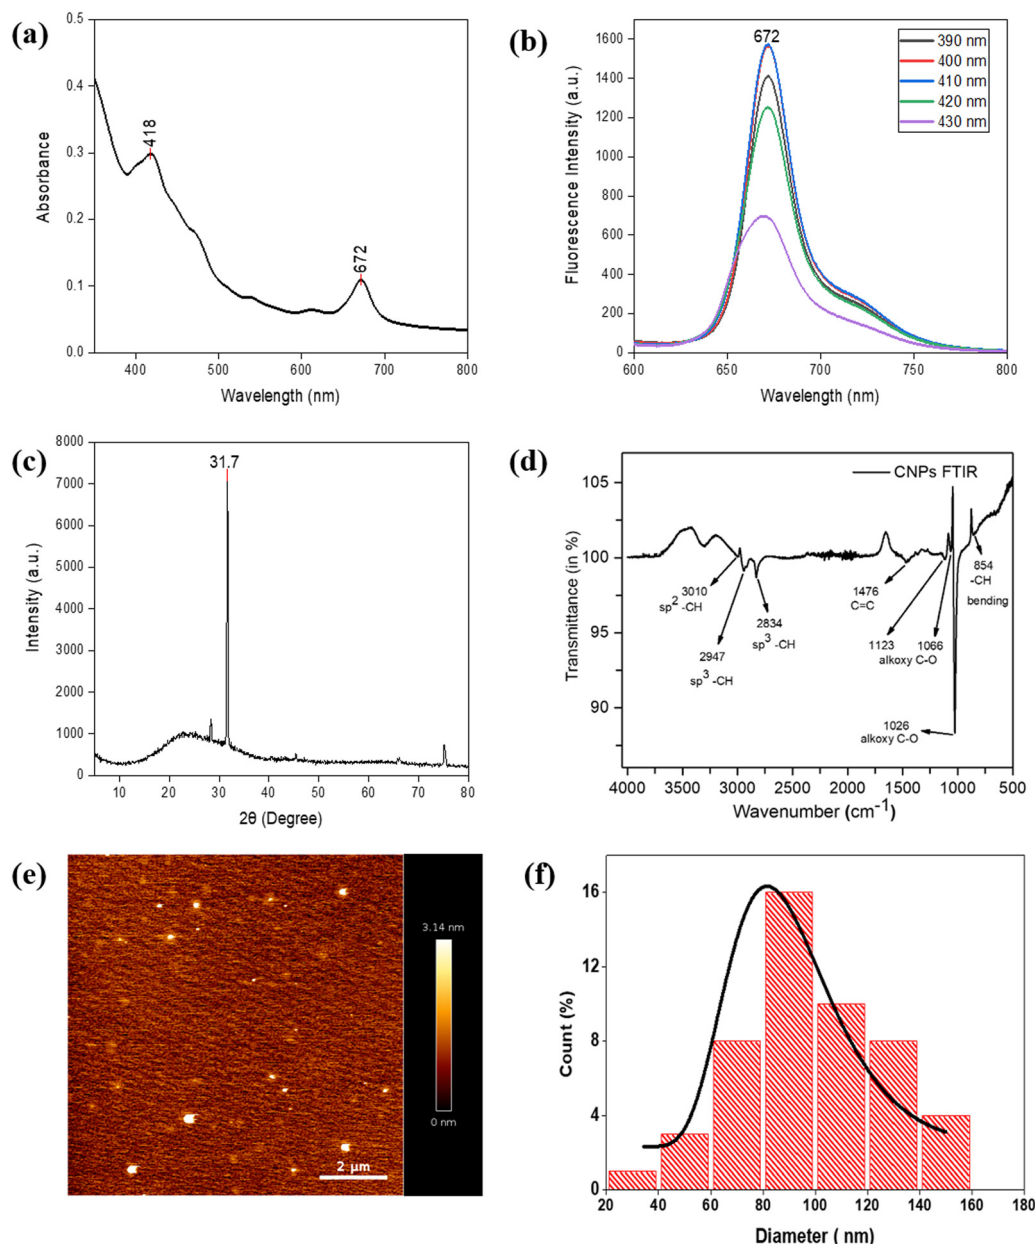 (a)
0.5
0.4
0.3
0.2
0.1
0.0
Absorbance
418
672
400
500
600
700
800
Wavelength (nm)
(b)
1600
1400
1200
1000
800
600
400
200
0
Fluorescence Intensity (a.u.)
672
390 nm
400 nm
410 nm
420 nm
430 nm
600
650
700
750
800
Wavelength (nm)
(c)
8000
7000
6000
5000
4000
3000
2000
1000
0
Intensity (a.u.)
31.7
10
20
30
40
50
60
70
80
2θ (Degree)
(d)
105
100
95
90
Transmittance (in %)
CNPs FTIR
3010
sp2 -CH
2947
sp3 -CH
2834
sp3 -CH
1476
C=C
1123
1066
alkoxy C-O
1026
alkoxy C-O
854
-CH
bending
4000
3500
3000
2500
2000
1500
1000
500
Wavenumber (cm-1)
(e)
3.14 nm
0 nm
2 µm
(f)
16
12
8
4
0
Count (%)
20
40
60
80
100
120
140
160
180
Diameter ( nm)